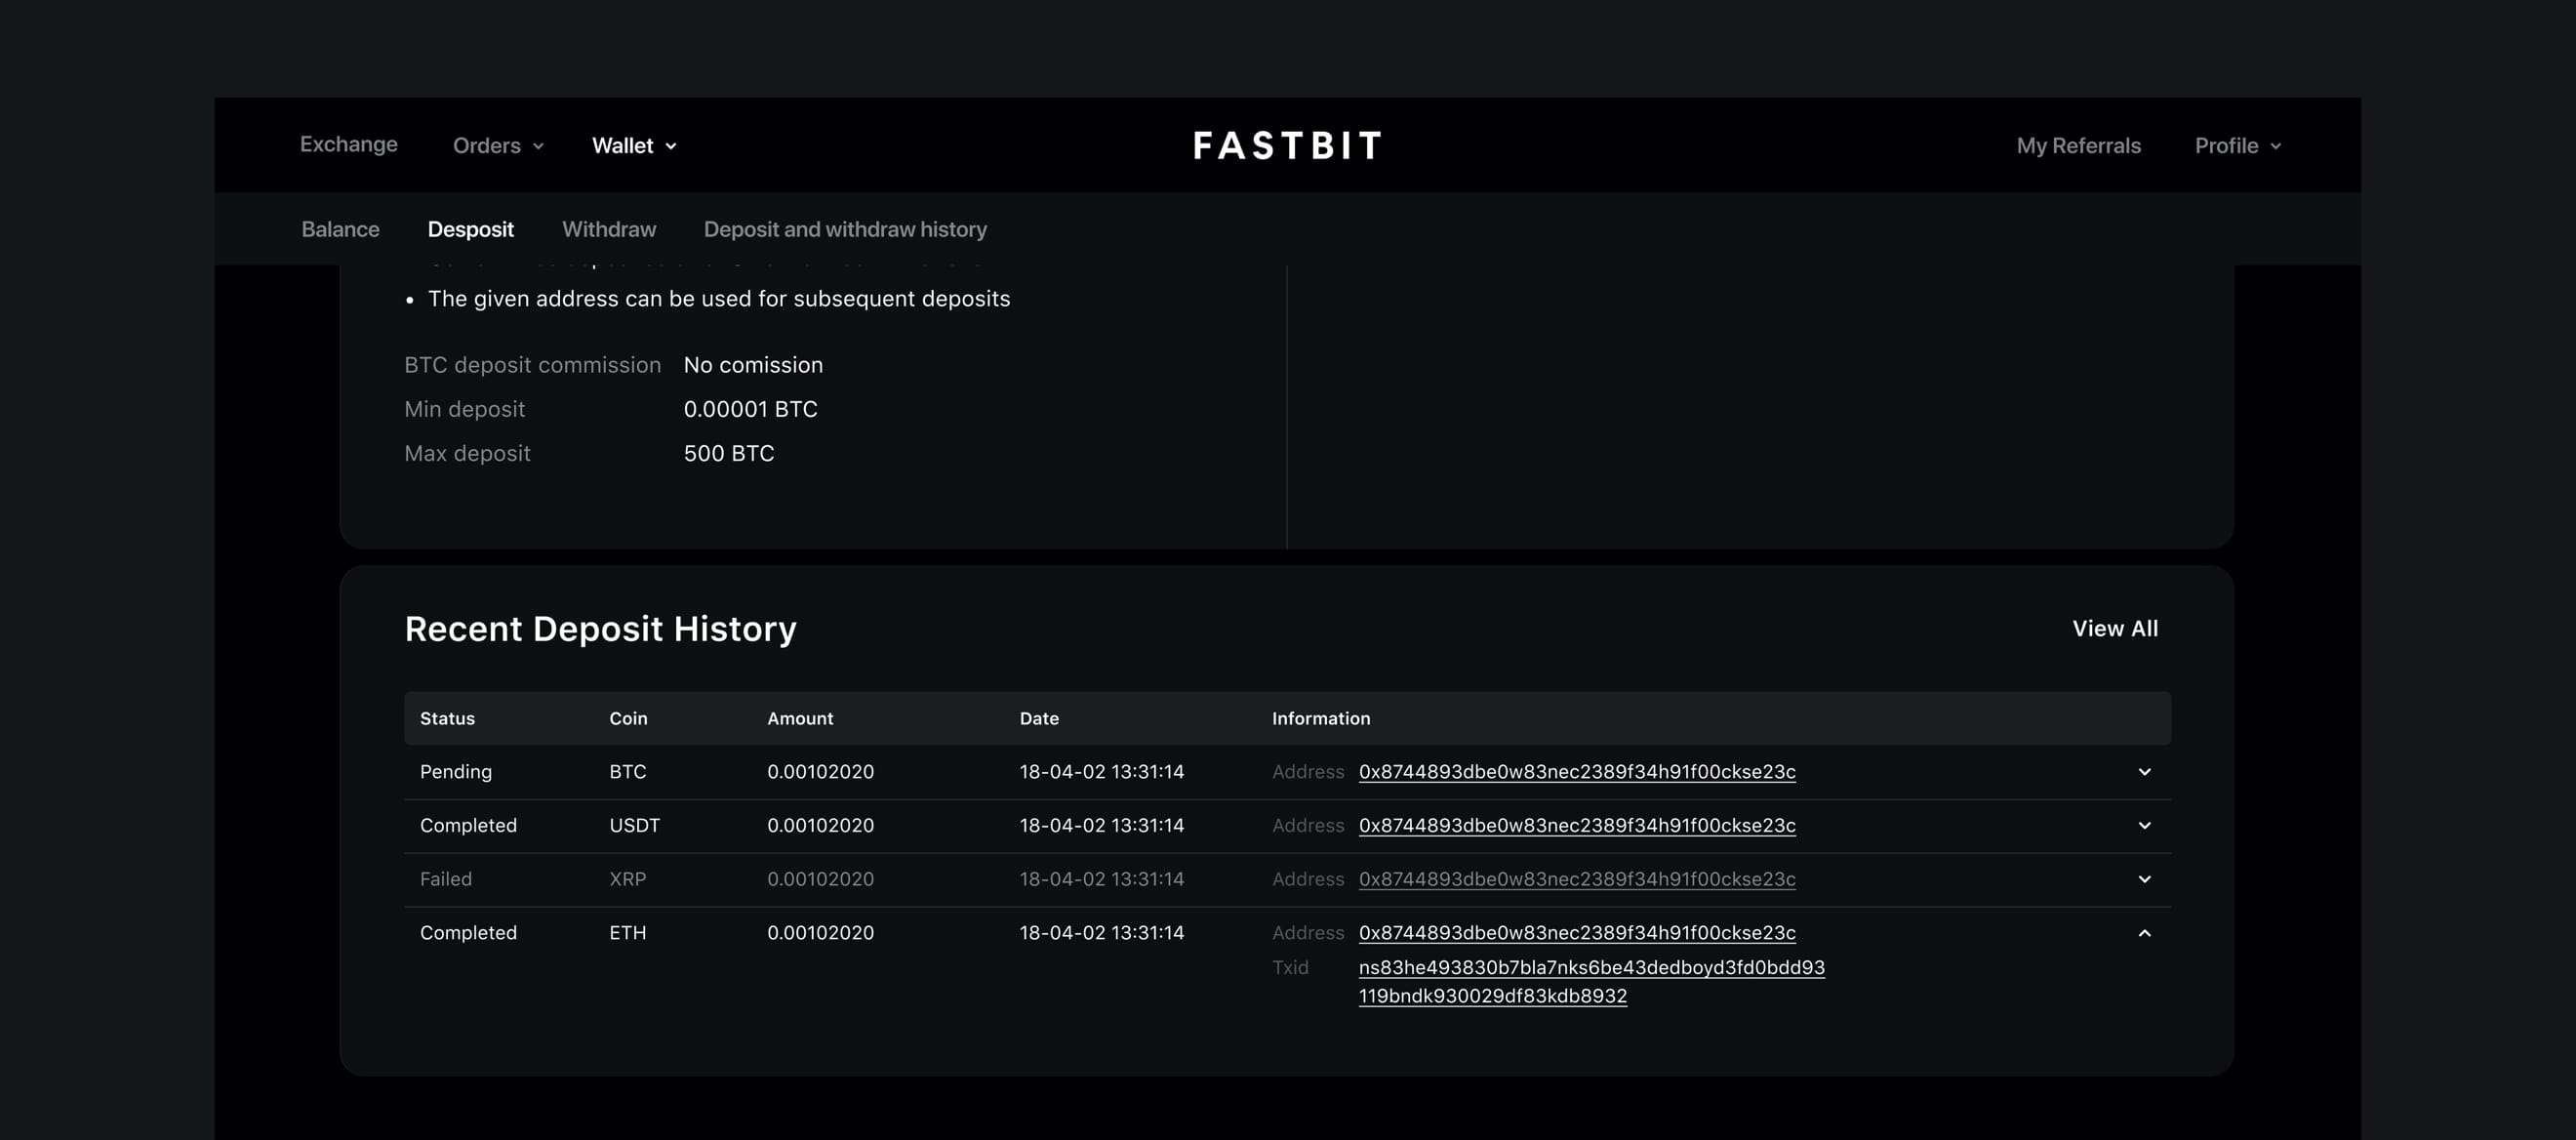 Exchange Orders Wallet FASTBIT My Referrals Profile
Balance Desposit Withdraw Deposit and withdraw history
• The given address can be used for subsequent deposits
BTC deposit commission No comission
Min deposit 0.00001 BTC
Max deposit 500 BTC
Recent Deposit History View All
Status Coin Amount Date Information
Pending BTC 0.00102020 18-04-02 13:31:14 Address 0x8744893dbe0w83nec2389f34h91f00ckse23c
Completed USDT 0.00102020 18-04-02 13:31:14 Address 0x8744893dbe0w83nec2389f34h91f00ckse23c
Failed XRP 0.00102020 18-04-02 13:31:14 Address 0x8744893dbe0w83nec2389f34h91f00ckse23c
Completed ETH 0.00102020 18-04-02 13:31:14 Address 0x8744893dbe0w83nec2389f34h91f00ckse23c
Txid ns83he493830b7bla7nks6be43dedboyd3fd0bdd93
119bndk930029df83kdb8932